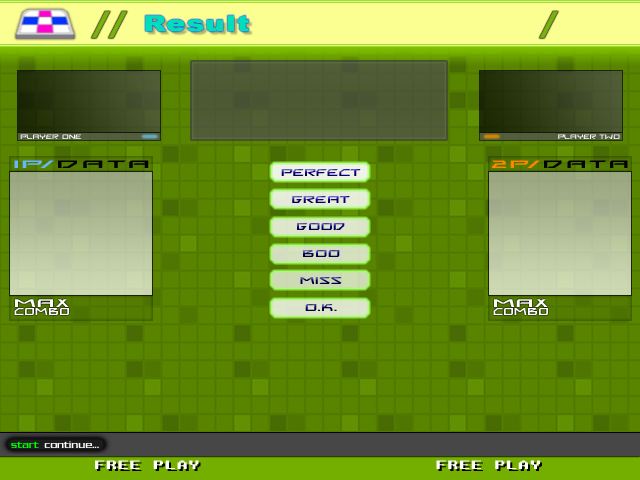 // Result /
PLAYER ONE
PLAYER TWO
1P/DATA
2P/DATA
PERFECT
GREAT
GOOD
BOO
MISS
O.K.
MAX
COMBO
MAX
COMBO
start continue...
FREE PLAY
FREE PLAY